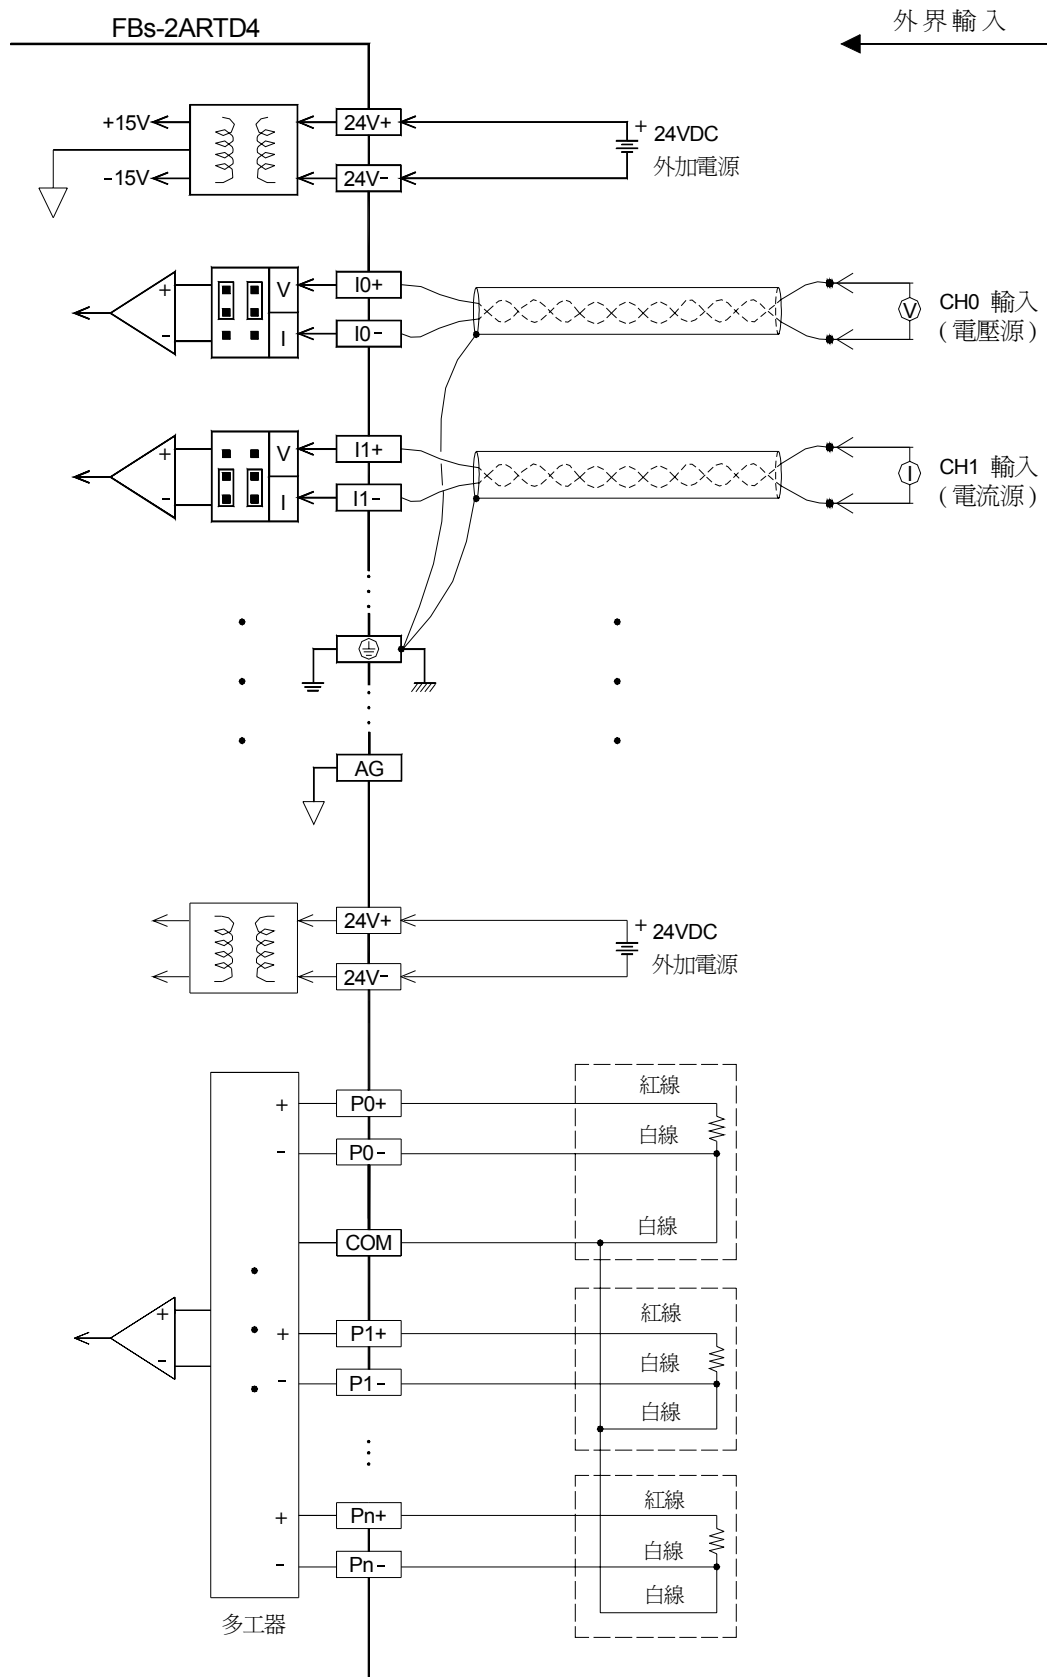 FBs-2ARTD4
外界輸入
+15V
24V+
+ 24VDC
外加電源
-15V
24V-
+
-
V
I
I0+
I0-
V
CH0 輸入
(電壓源)
+
-
V
I
I1+
I1-
I
CH1 輸入
(電流源)
AG
24V+
+ 24VDC
外加電源
24V-
+
P0+
紅線
-
P0-
白線
COM
白線
+
-
+
P1+
紅線
-
P1-
白線
白線
+
Pn+
紅線
-
Pn-
白線
白線
多工器